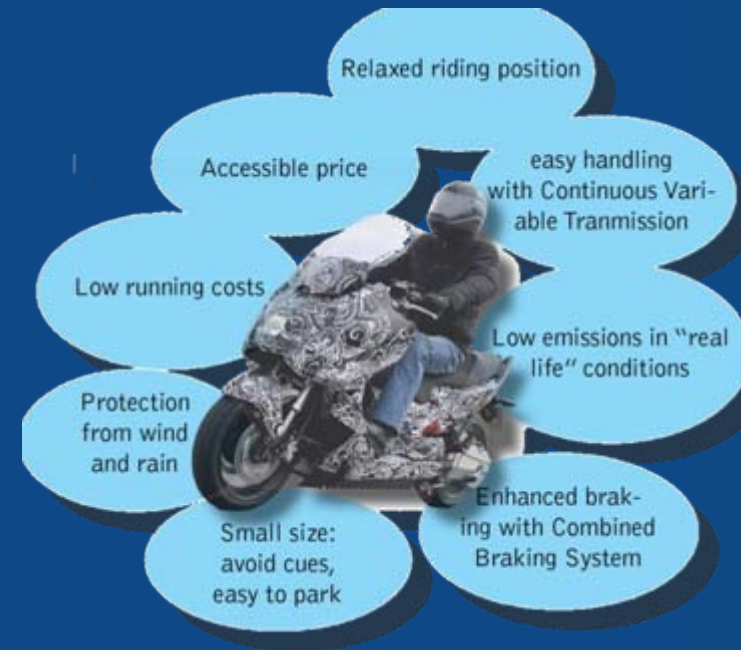 Relaxed riding position
Accessible price
easy handling
with Continuous Vari-
able Tranmission
Low running costs
Low emissions in "real
life" conditions
Protection
from wind
and rain
Enhanced brak-
ing with Combined
Braking System
Small size:
avoid cues,
easy to park